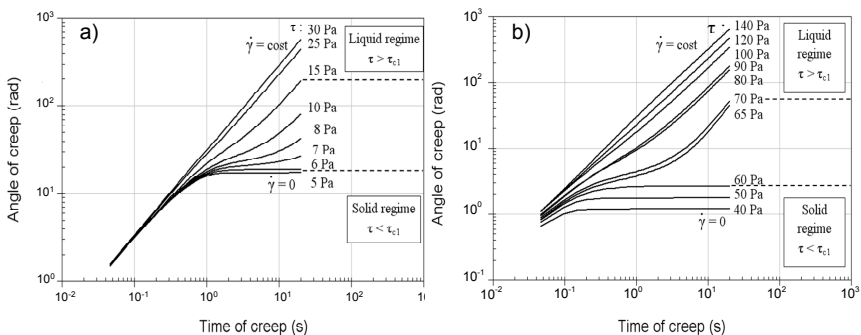 a)
10³
10²
10¹
10⁰
Angle of creep (rad)
τ :
30 Pa
25 Pa
15 Pa
10 Pa
8 Pa
7 Pa
6 Pa
5 Pa
γ̇ = cost
γ̇ = 0
Liquid regime
τ > τc1
Solid regime
τ < τc1
10⁻²
10⁻¹
10⁰
10¹
10²
Time of creep (s)
b)
10³
10²
10¹
10⁰
10⁻¹
Angle of creep (rad)
τ :
140 Pa
120 Pa
100 Pa
90 Pa
80 Pa
70 Pa
65 Pa
60 Pa
50 Pa
40 Pa
γ̇ = cost
γ̇ = 0
Liquid
regime
τ > τc1
Solid
regime
τ < τc1
10⁻²
10⁻¹
10⁰
10¹
10²
10³
Time of creep (s)